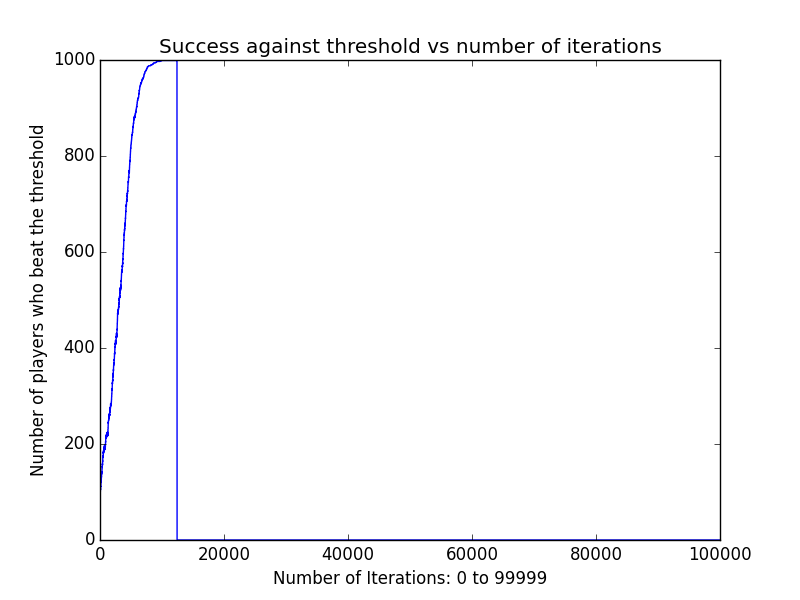 Success against threshold vs number of iterations
Number of players who beat the threshold
1000
800
600
400
200
0
0 20000 40000 60000 80000 100000
Number of Iterations: 0 to 99999